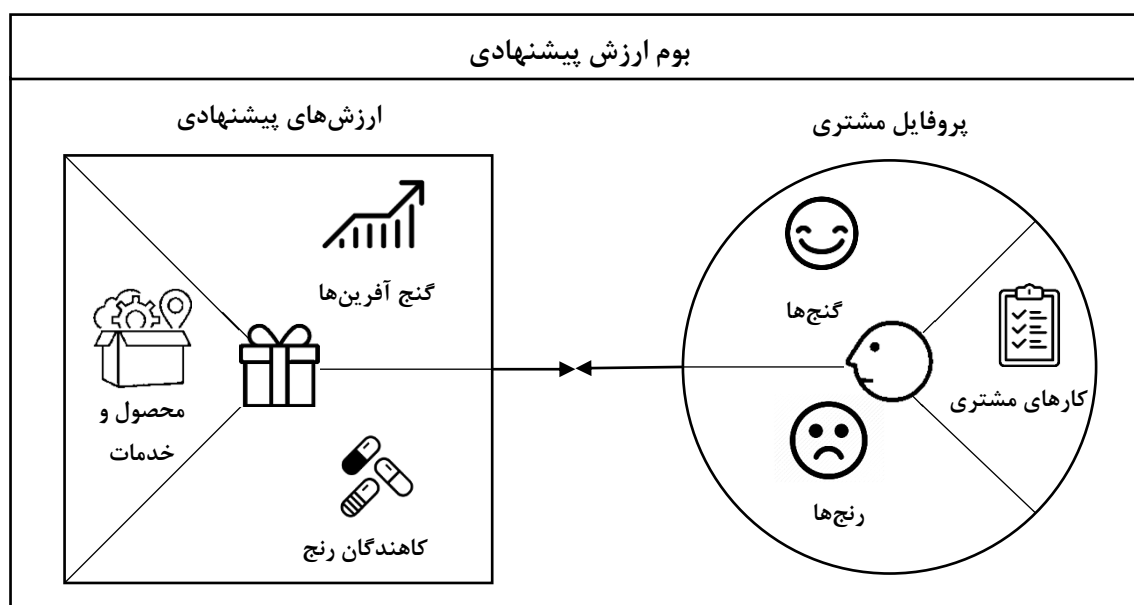 بوم ارزش پیشنهادی
پروفایل مشتری
ارزش‌های پیشنهادی
گنج‌ها
کارهای مشتری
رنج‌ها
گنج آفرین‌ها
محصول و
خدمات
کاهندگان رنج